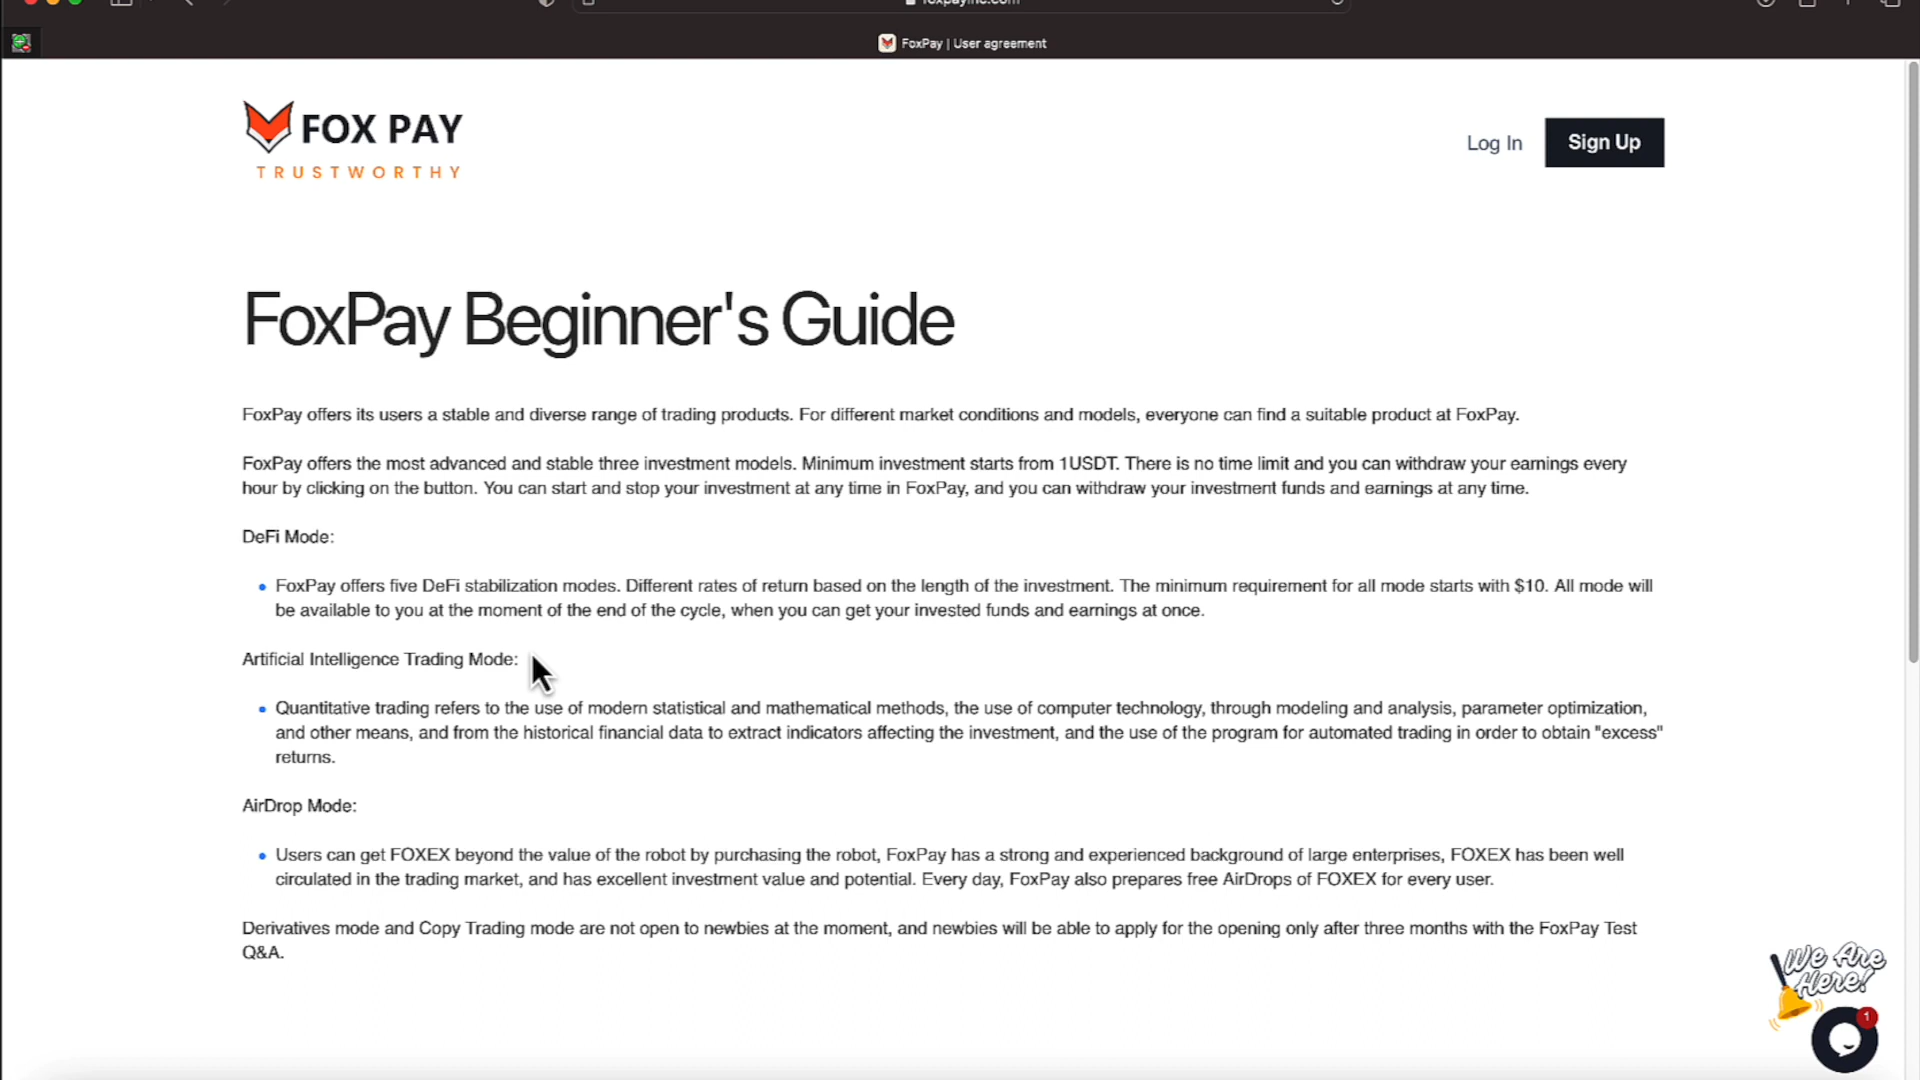 FoxPay | User agreement
FOX PAY
TRUSTWORTHY
Log In
Sign Up
FoxPay Beginner's Guide
FoxPay offers its users a stable and diverse range of trading products. For different market conditions and models, everyone can find a suitable product at FoxPay.
FoxPay offers the most advanced and stable three investment models. Minimum investment starts from 1USDT. There is no time limit and you can withdraw your earnings every
hour by clicking on the button. You can start and stop your investment at any time in FoxPay, and you can withdraw your investment funds and earnings at any time.
DeFi Mode:
FoxPay offers five DeFi stabilization modes. Different rates of return based on the length of the investment. The minimum requirement for all mode starts with $10. All mode will
be available to you at the moment of the end of the cycle, when you can get your invested funds and earnings at once.
Artificial Intelligence Trading Mode:
Quantitative trading refers to the use of modern statistical and mathematical methods, the use of computer technology, through modeling and analysis, parameter optimization,
and other means, and from the historical financial data to extract indicators affecting the investment, and the use of the program for automated trading in order to obtain "excess"
returns.
AirDrop Mode:
Users can get FOXEX beyond the value of the robot by purchasing the robot, FoxPay has a strong and experienced background of large enterprises, FOXEX has been well
circulated in the trading market, and has excellent investment value and potential. Every day, FoxPay also prepares free AirDrops of FOXEX for every user.
Derivatives mode and Copy Trading mode are not open to newbies at the moment, and newbies will be able to apply for the opening only after three months with the FoxPay Test
Q&A.
We Are
Here!
1